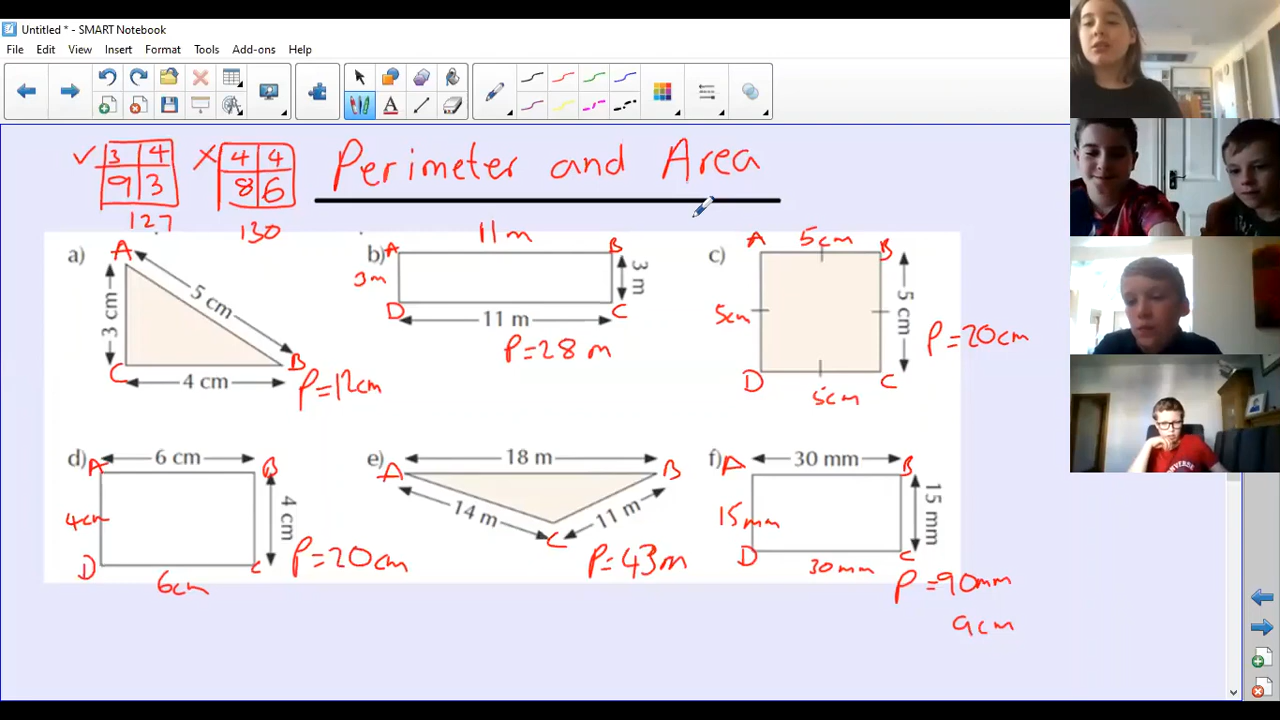 Untitled * - SMART Notebook
File Edit View Insert Format Tools Add-ons Help
✓ 3 4 × 4 4 Perimeter and Area
9 3 8 6
127 130
a) A 3 cm 5 cm C 4 cm B P=12cm
b) A 11m B 3m 3 m D 11 m C P=28 m
c) A 5cm B 5cm 5 cm D 5cm C P=20cm
d) A 6 cm B 4cm 4 cm D 6cm C P=20cm
e) A 18 m B 14 m 11 m C P=43m
f) A 30 mm B 15mm 15 mm D 30mm C P=90mm
9cm